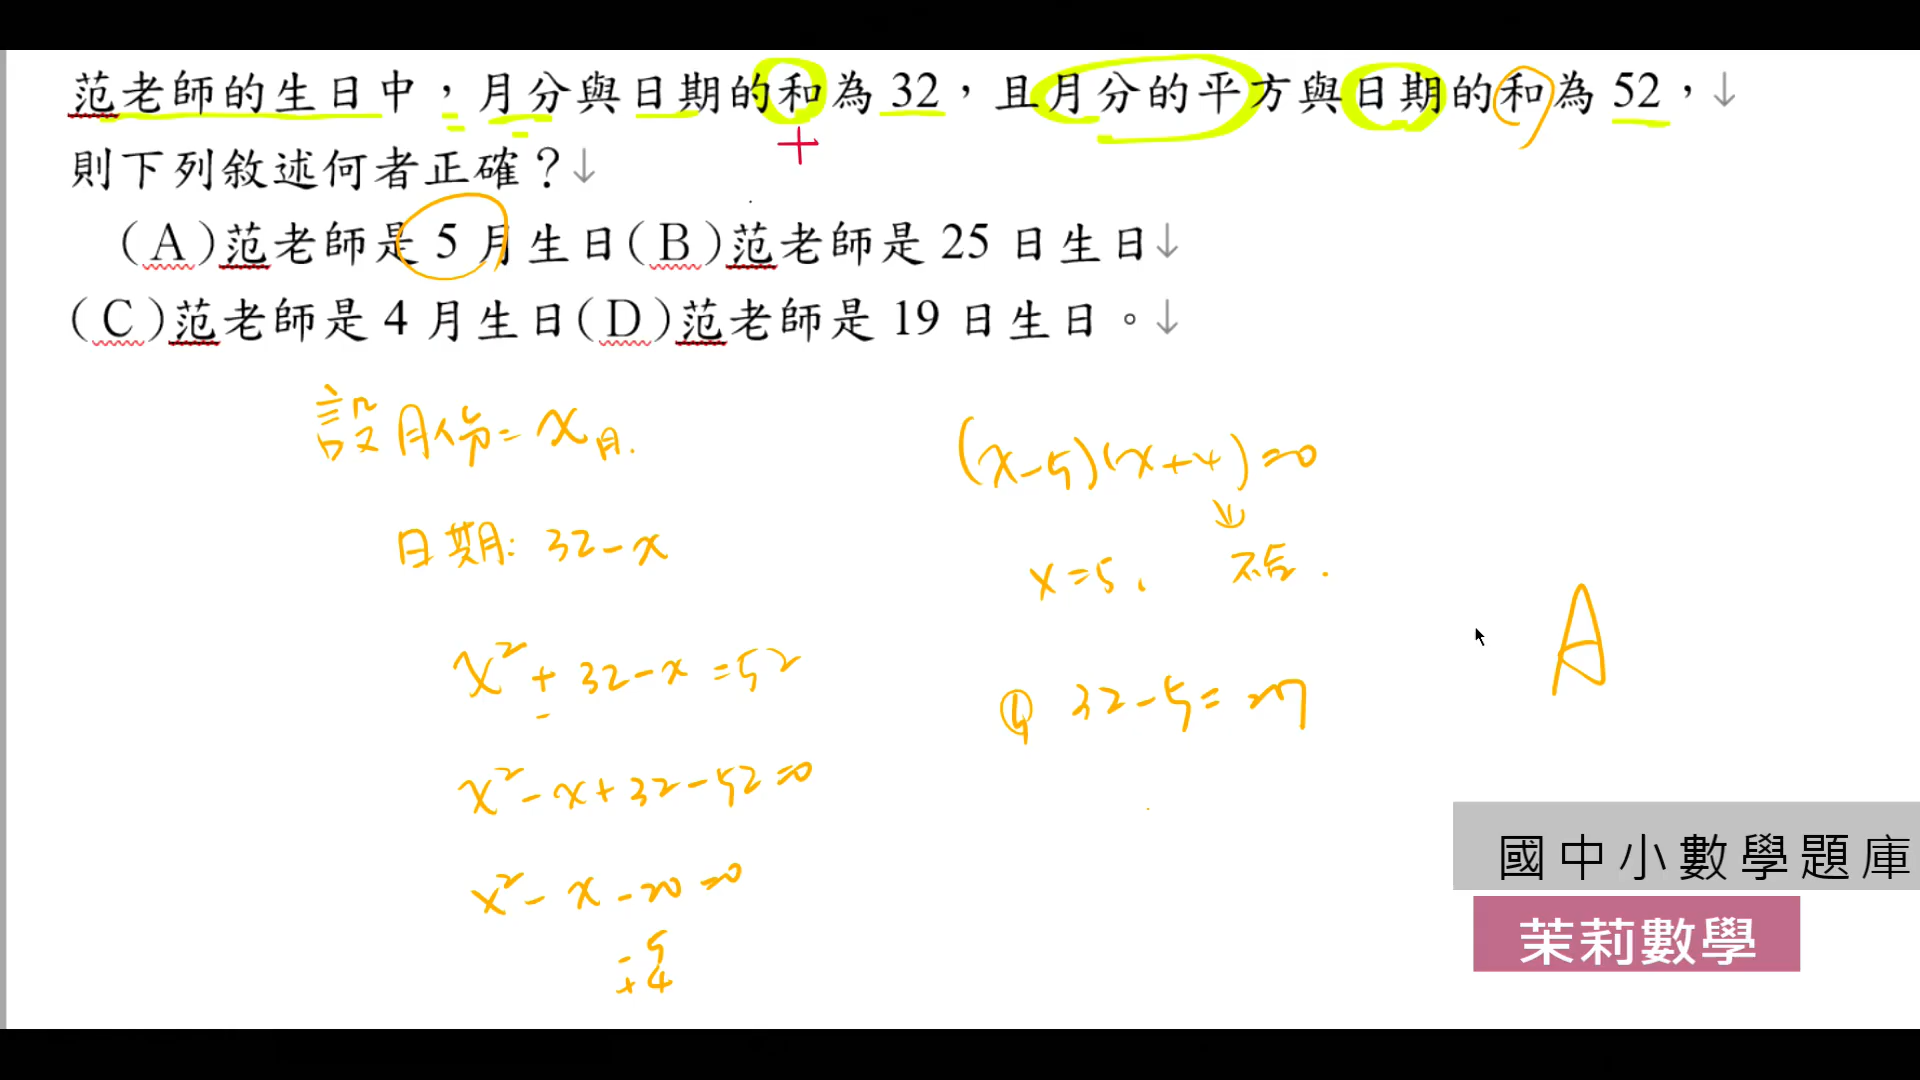 范老師的生日中，月分與日期的和為 32，且月分的平方與日期的和為 52，↓
+
則下列敘述何者正確？↓
(A)范老師是 5 月生日(B)范老師是 25 日生日↓
(C)范老師是 4 月生日(D)范老師是 19 日生日。↓
設月份=x月.
日期: 32-x
x²+32-x=52
x²-x+32-52=0
x²-x-20=0
-5
+4
(x-5)(x+4)=0
↓
x=5, 不合.
日 32-5=27
A
國中小數學題庫
茉莉數學